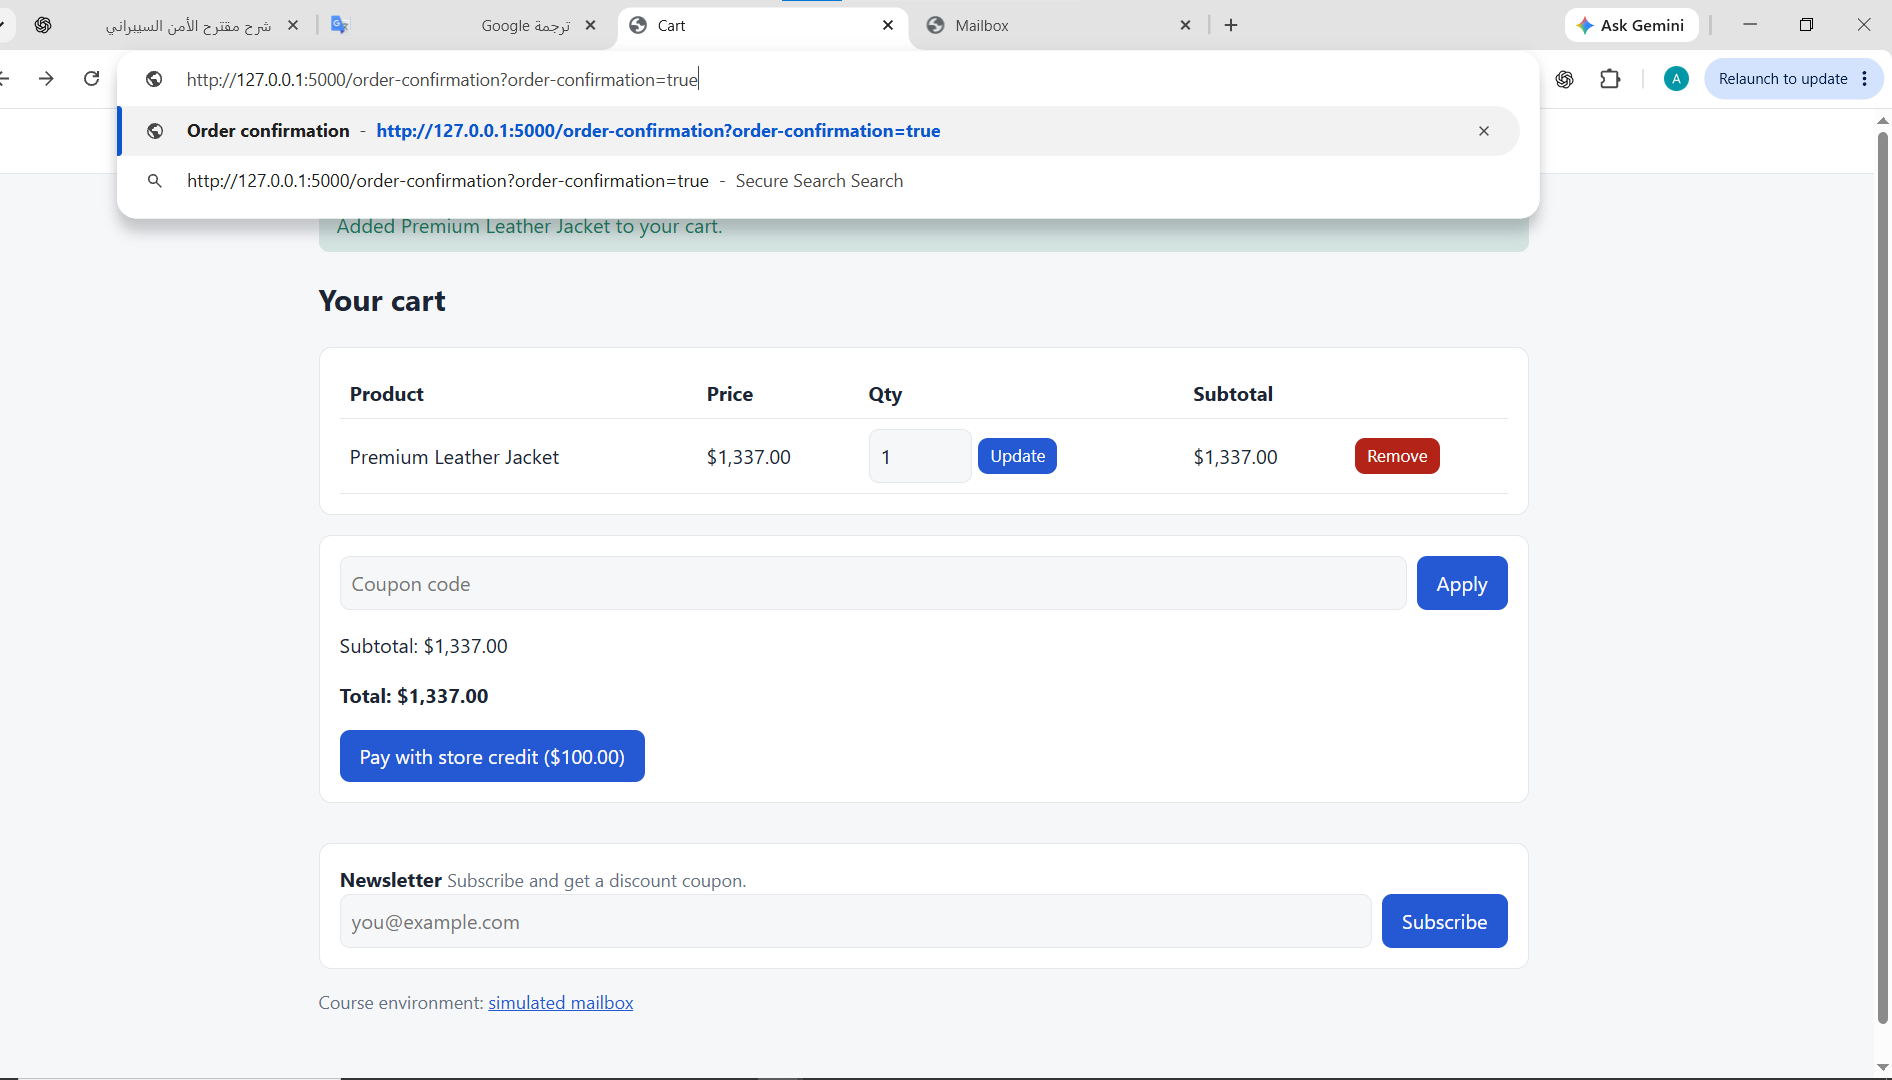 شرح مقترح الأمن السيبراني
ترجمة Google
Cart
Mailbox
Ask Gemini
http://127.0.0.1:5000/order-confirmation?order-confirmation=true
A
Relaunch to update
Order confirmation - http://127.0.0.1:5000/order-confirmation?order-confirmation=true
http://127.0.0.1:5000/order-confirmation?order-confirmation=true - Secure Search Search
Added Premium Leather Jacket to your cart.
Your cart
Product Price Qty Subtotal
Premium Leather Jacket $1,337.00 1 Update $1,337.00 Remove
Coupon code Apply
Subtotal: $1,337.00
Total: $1,337.00
Pay with store credit ($100.00)
Newsletter Subscribe and get a discount coupon.
you@example.com Subscribe
Course environment: simulated mailbox